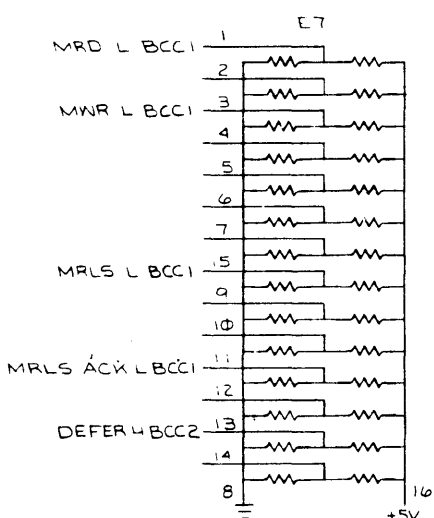 E7
MRD L BCC1 1
2
MWR L BCC1 3
4
5
6
7
MRLS L BCC1 15
9
10
MRLS ACK L BCC1 11
12
DEFER H BCC2 13
14
8 16
+5V